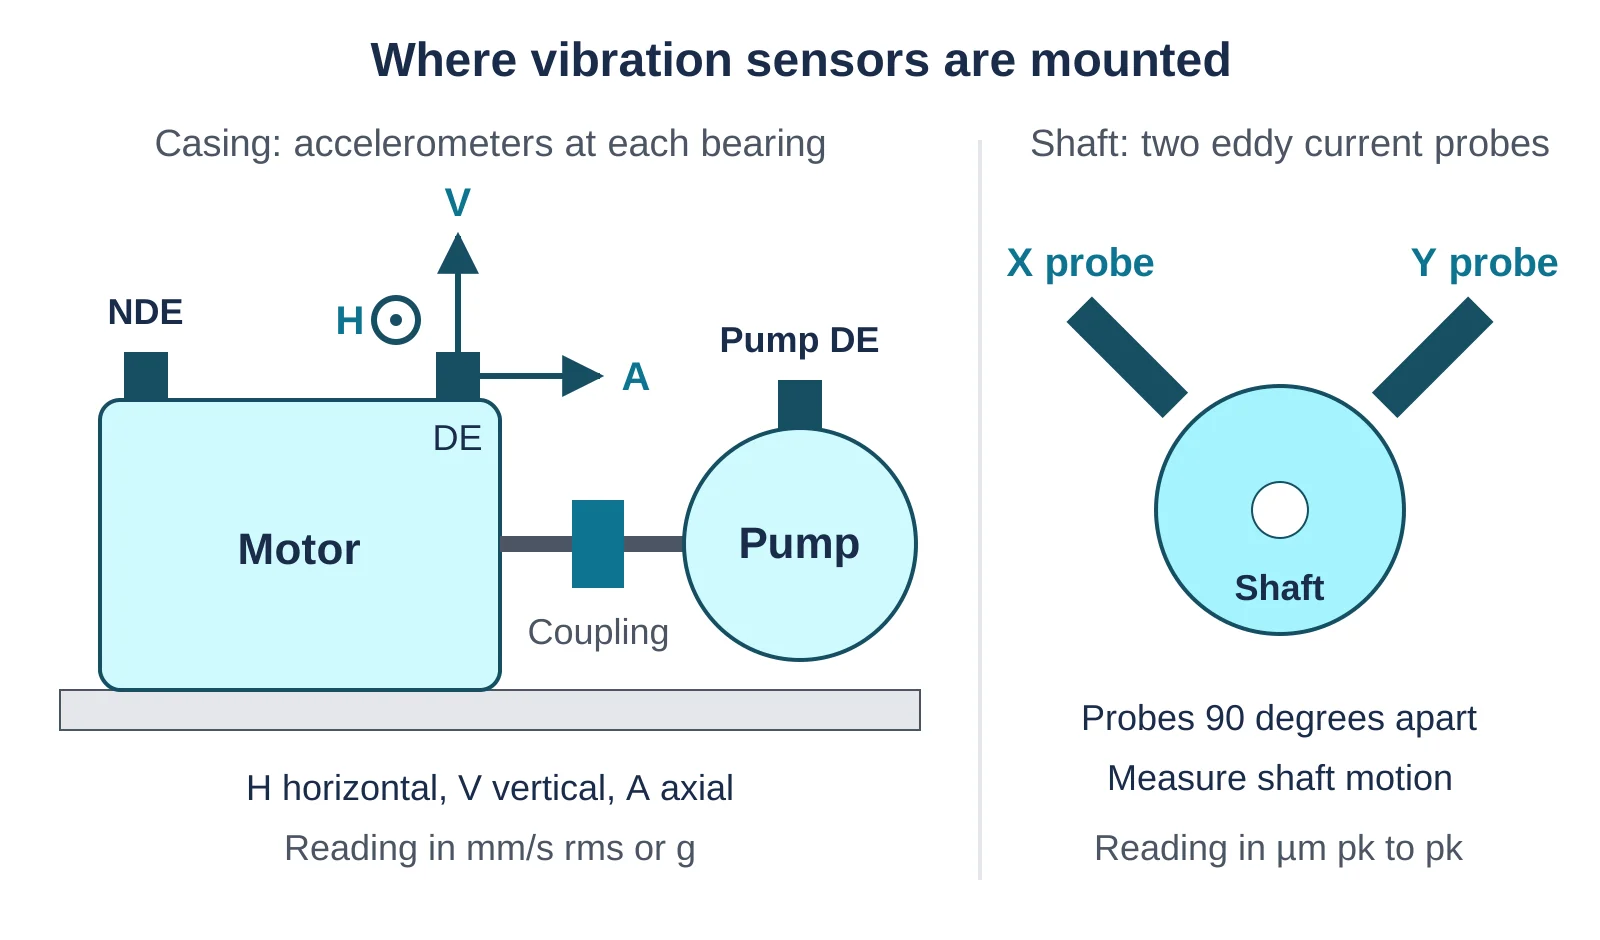 Where vibration sensors are mounted
Casing: accelerometers at each bearing
V
NDE
H
A
Pump DE
DE
Motor
Pump
Coupling
H horizontal, V vertical, A axial
Reading in mm/s rms or g
Shaft: two eddy current probes
X probe
Y probe
Shaft
Probes 90 degrees apart
Measure shaft motion
Reading in µm pk to pk